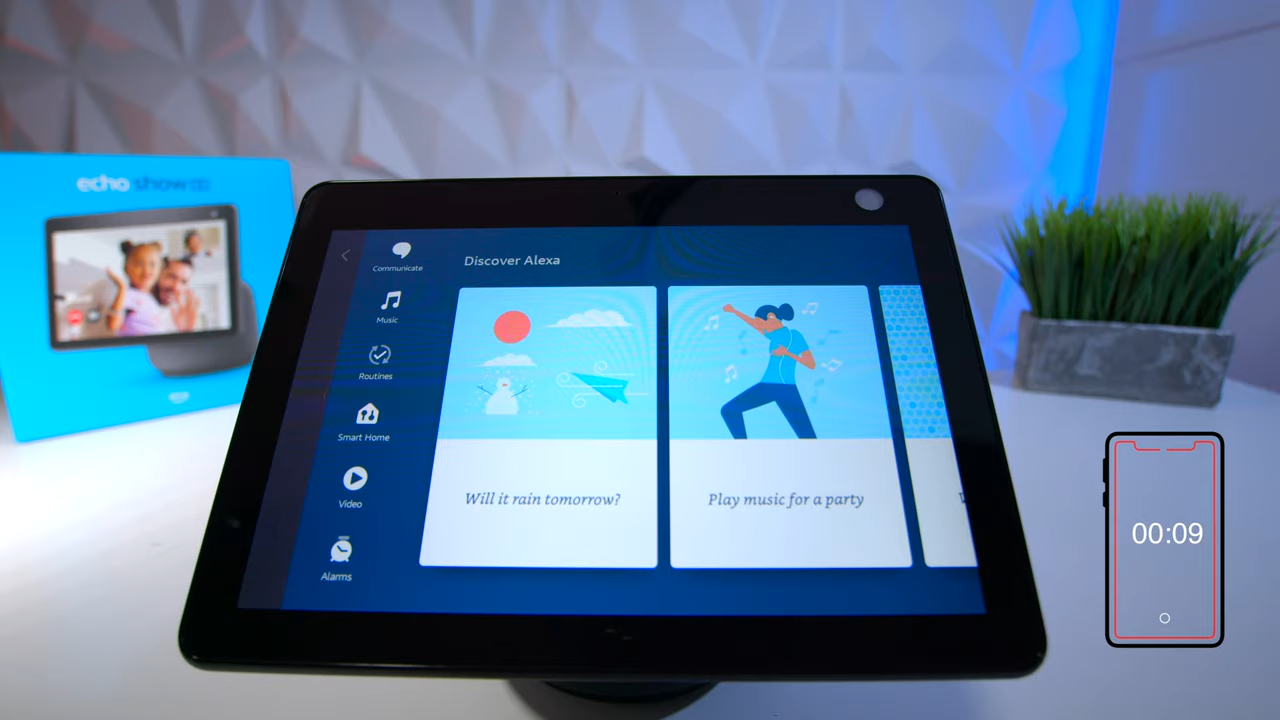 echo show 10
Communicate
Music
Routines
Smart Home
Video
Alarms
Discover Alexa
Will it rain tomorrow?
Play music for a party
00:09